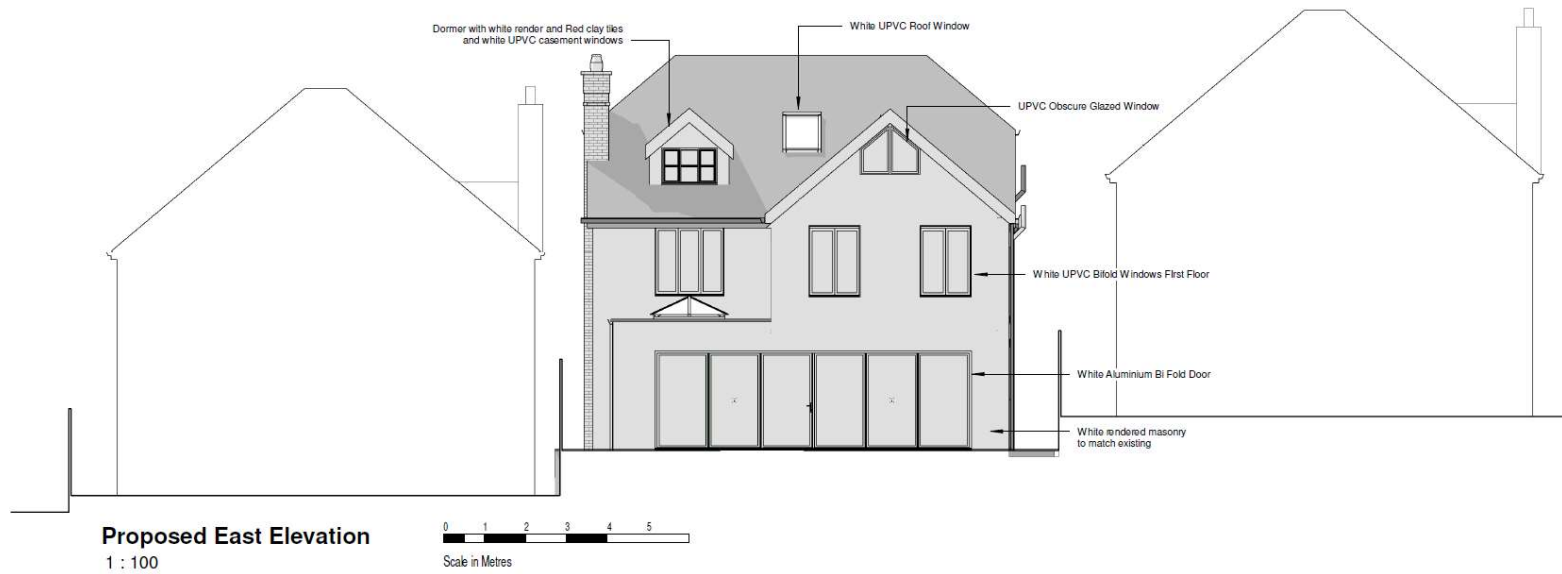 Dormer with white render and Red clay tiles
and white UPVC casement windows
White UPVC Roof Window
UPVC Obscure Glazed Window
White UPVC Bifold Windows FIrst Floor
White Aluminium Bi Fold Door
White rendered masonry
to match existing
Proposed East Elevation
1 : 100
0 1 2 3 4 5
Scale in Metres